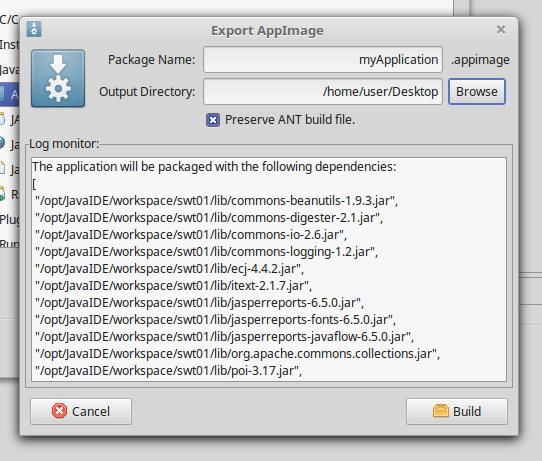 C/C
Export AppImage
Inst
Java
Package Name:
myApplication
.appimage
Output Directory:
/home/user/Desktop
Browse
Preserve ANT build file.
JA
Ja
Ja
R
Plug
Run
Log monitor:
The application will be packaged with the following dependencies:
[
"/opt/JavaIDE/workspace/swt01/lib/commons-beanutils-1.9.3.jar",
"/opt/JavaIDE/workspace/swt01/lib/commons-digester-2.1.jar",
"/opt/JavaIDE/workspace/swt01/lib/commons-io-2.6.jar",
"/opt/JavaIDE/workspace/swt01/lib/commons-logging-1.2.jar",
"/opt/JavaIDE/workspace/swt01/lib/ecj-4.4.2.jar",
"/opt/JavaIDE/workspace/swt01/lib/itext-2.1.7.jar",
"/opt/JavaIDE/workspace/swt01/lib/jasperreports-6.5.0.jar",
"/opt/JavaIDE/workspace/swt01/lib/jasperreports-fonts-6.5.0.jar",
"/opt/JavaIDE/workspace/swt01/lib/jasperreports-javaflow-6.5.0.jar",
"/opt/JavaIDE/workspace/swt01/lib/org.apache.commons.collections.jar",
"/opt/JavaIDE/workspace/swt01/lib/poi-3.17.jar",
Cancel
Build